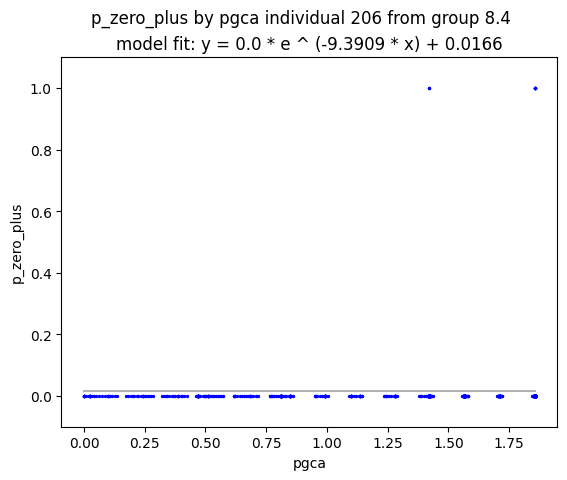 p_zero_plus by pgca individual 206 from group 8.4
model fit: y = 0.0 * e ^ (-9.3909 * x) + 0.0166
1.0
0.8
0.6
0.4
0.2
0.0
p_zero_plus
0.00 0.25 0.50 0.75 1.00 1.25 1.50 1.75
pgca